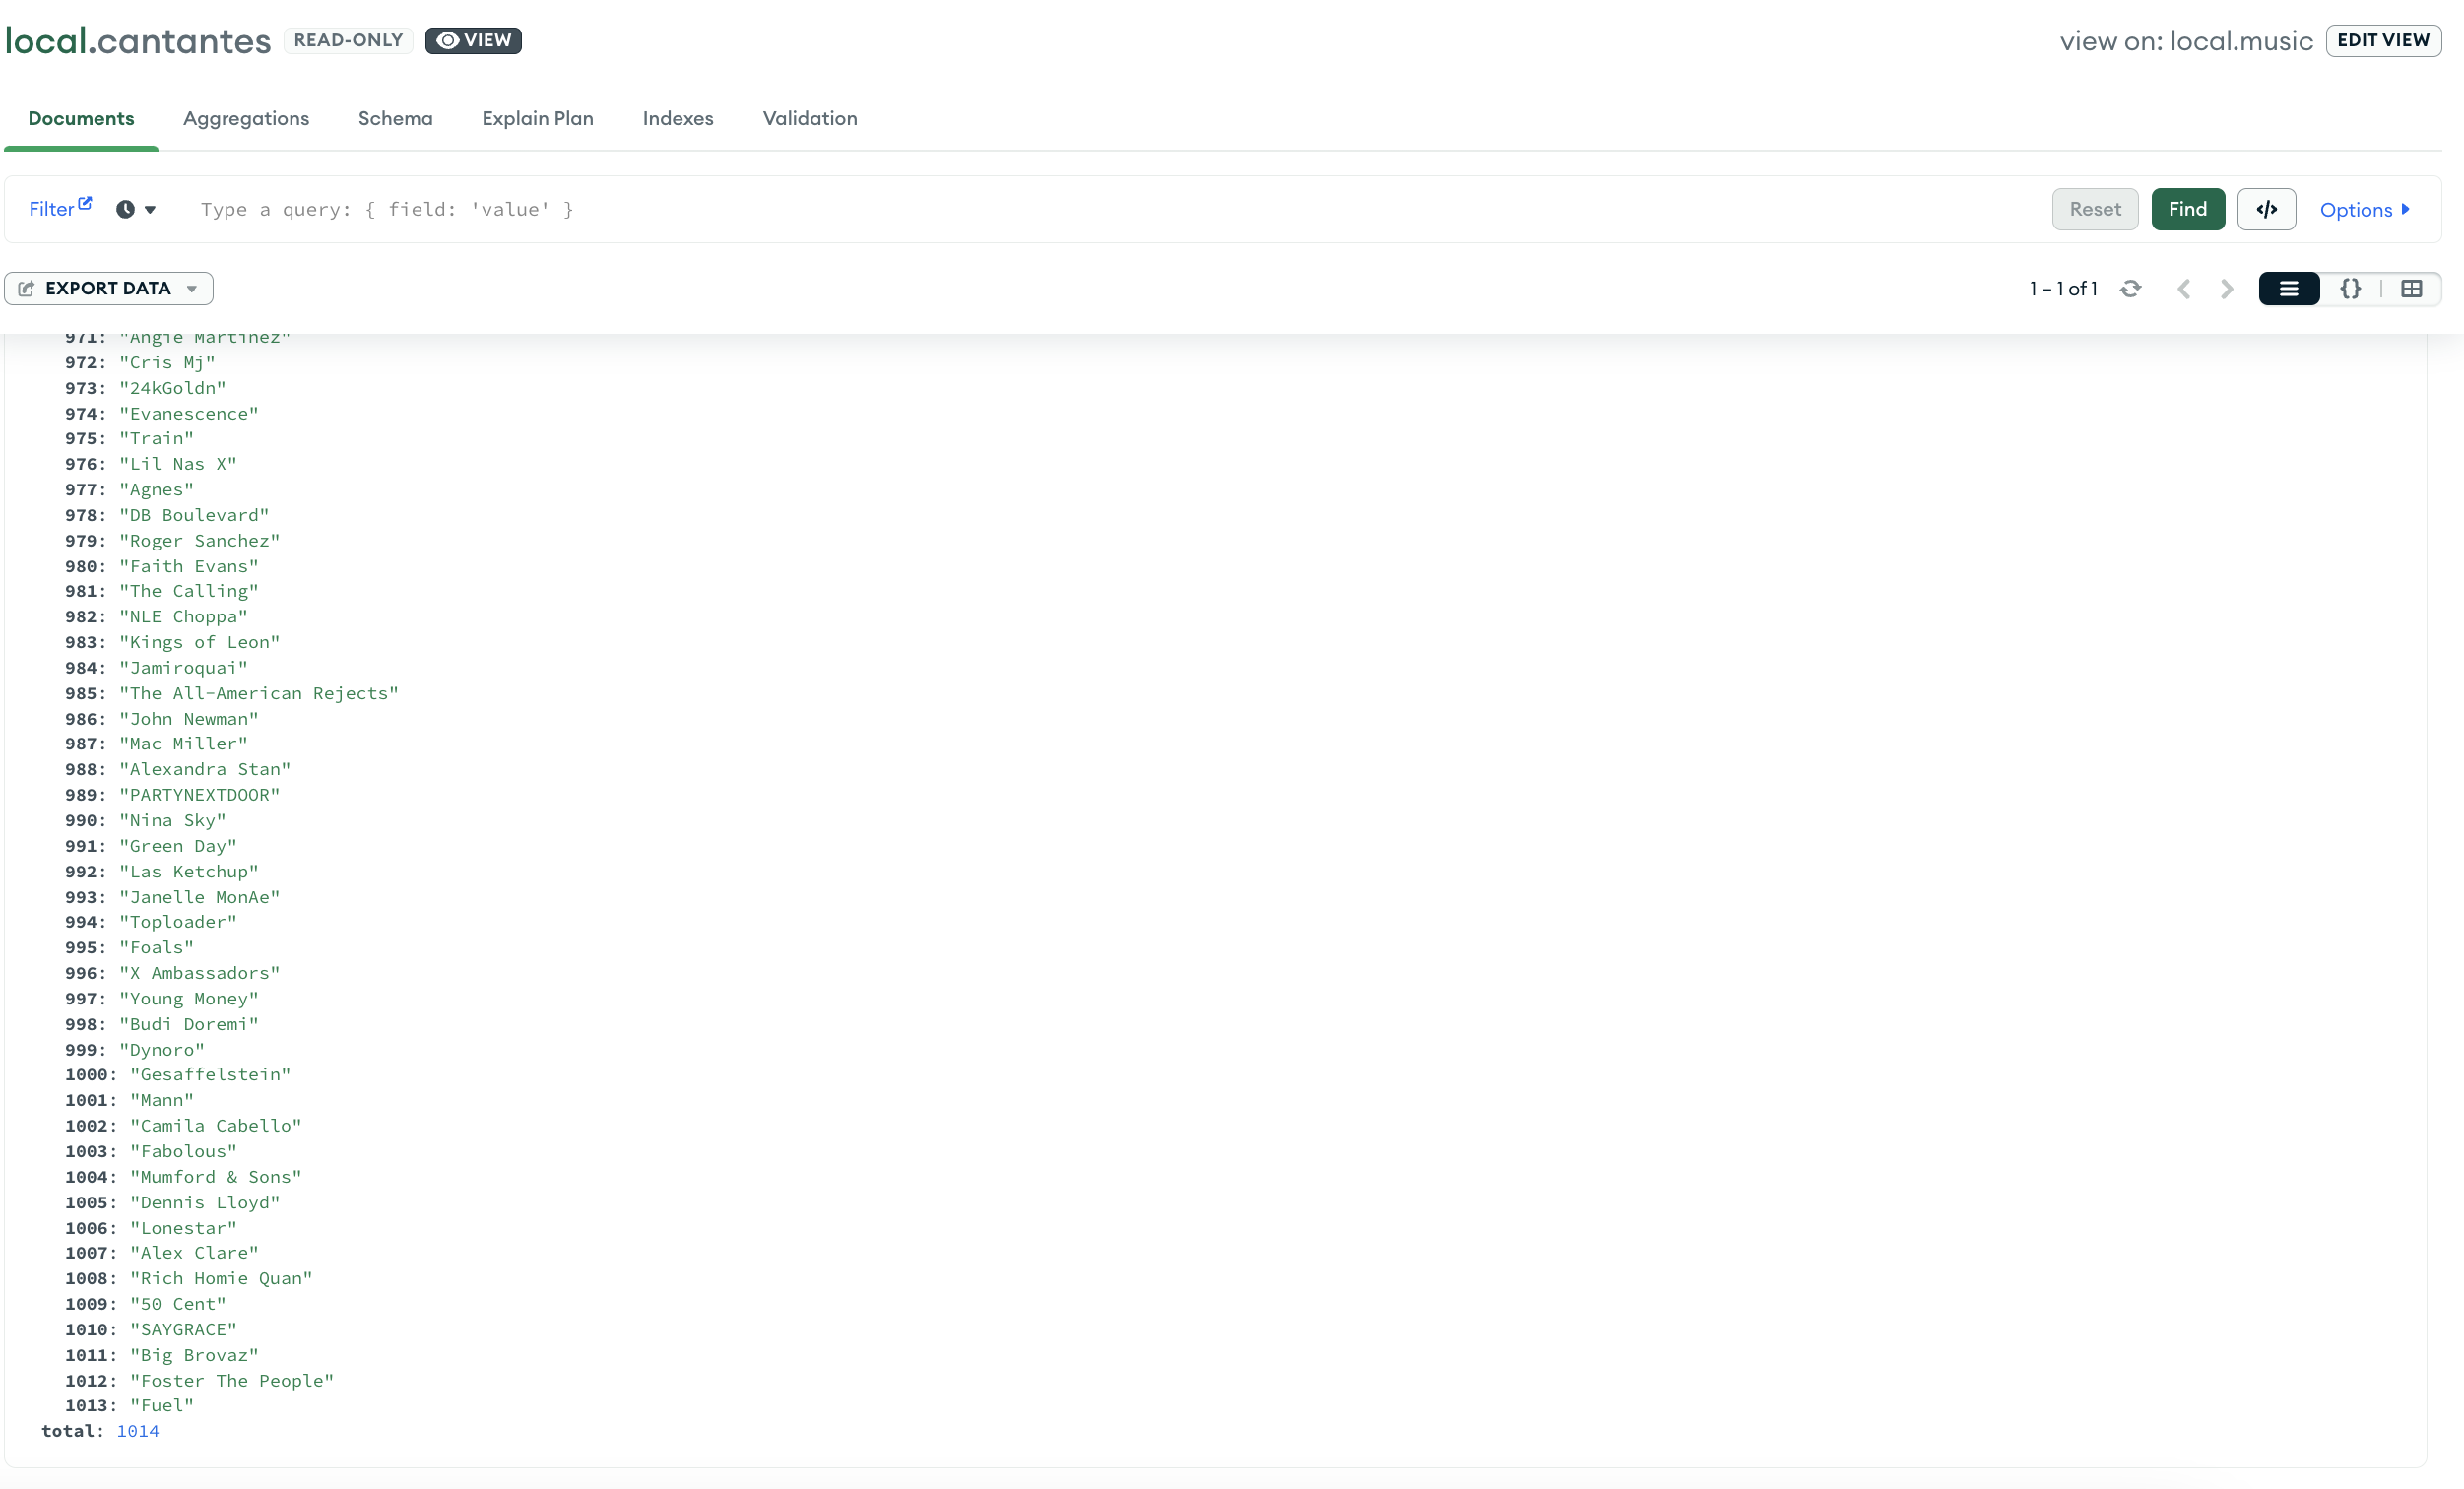 local.cantantes READ-ONLY VIEW view on: local.music EDIT VIEW
Documents Aggregations Schema Explain Plan Indexes Validation
Filter Type a query: { field: 'value' } Reset Find </> Options
EXPORT DATA 1 – 1 of 1 {}
971: "Angie Martinez"
972: "Cris Mj"
973: "24kGoldn"
974: "Evanescence"
975: "Train"
976: "Lil Nas X"
977: "Agnes"
978: "DB Boulevard"
979: "Roger Sanchez"
980: "Faith Evans"
981: "The Calling"
982: "NLE Choppa"
983: "Kings of Leon"
984: "Jamiroquai"
985: "The All-American Rejects"
986: "John Newman"
987: "Mac Miller"
988: "Alexandra Stan"
989: "PARTYNEXTDOOR"
990: "Nina Sky"
991: "Green Day"
992: "Las Ketchup"
993: "Janelle MonAe"
994: "Toploader"
995: "Foals"
996: "X Ambassadors"
997: "Young Money"
998: "Budi Doremi"
999: "Dynoro"
1000: "Gesaffelstein"
1001: "Mann"
1002: "Camila Cabello"
1003: "Fabolous"
1004: "Mumford & Sons"
1005: "Dennis Lloyd"
1006: "Lonestar"
1007: "Alex Clare"
1008: "Rich Homie Quan"
1009: "50 Cent"
1010: "SAYGRACE"
1011: "Big Brovaz"
1012: "Foster The People"
1013: "Fuel"
total: 1014